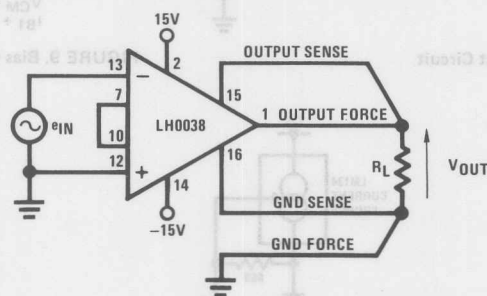 15V
OUTPUT SENSE
13
2
7
15
1 OUTPUT FORCE
eIN
10
LH0038
12
16
RL
VOUT
14
GND SENSE
-15V
GND FORCE